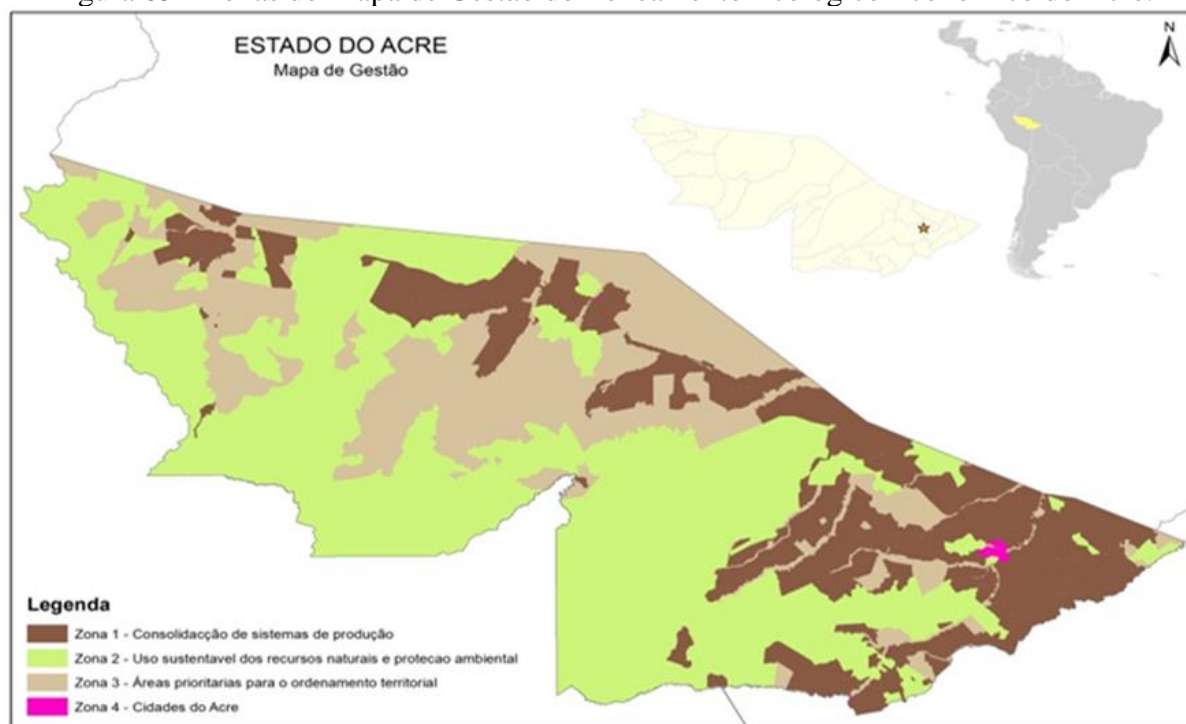 ESTADO DO ACRE
Mapa de Gestão
N
Legenda
Zona 1 - Consolidacção de sistemas de produção
Zona 2 - Uso sustentável dos recursos naturais e protecao ambiental
Zona 3 - Áreas prioritarias para o ordenamento territorial
Zona 4 - Cidades do Acre